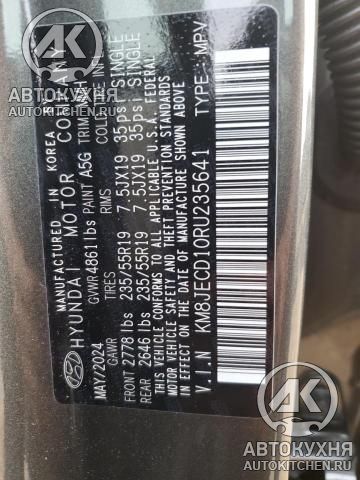 HYUNDAI MOTOR COMPANY
MANUFACTURED IN KOREA
MAY/2024 GVWR 4861 lbs PAINT A5G TRIM
GAWR TIRES RIMS COLD
FRONT 2778 lbs 235/55R19 7.5JX19 35psi SINGLE
REAR 2646 lbs 235/55R19 7.5JX19 35psi SINGLE
THIS VEHICLE CONFORMS TO ALL APPLICABLE U.S.A. FEDERAL
MOTOR VEHICLE SAFETY, BUMPER, AND THEFT PREVENTION
STANDARDS IN EFFECT ON THE DATE OF
MANUFACTURE SHOWN ABOVE.
V.I.N KM8JECD10RU235641 TYPE: MPV
АВТОКУХНЯ
AUTOKITCHEN.RU
АВТОКУХНЯ
AUTOKITCHEN.RU